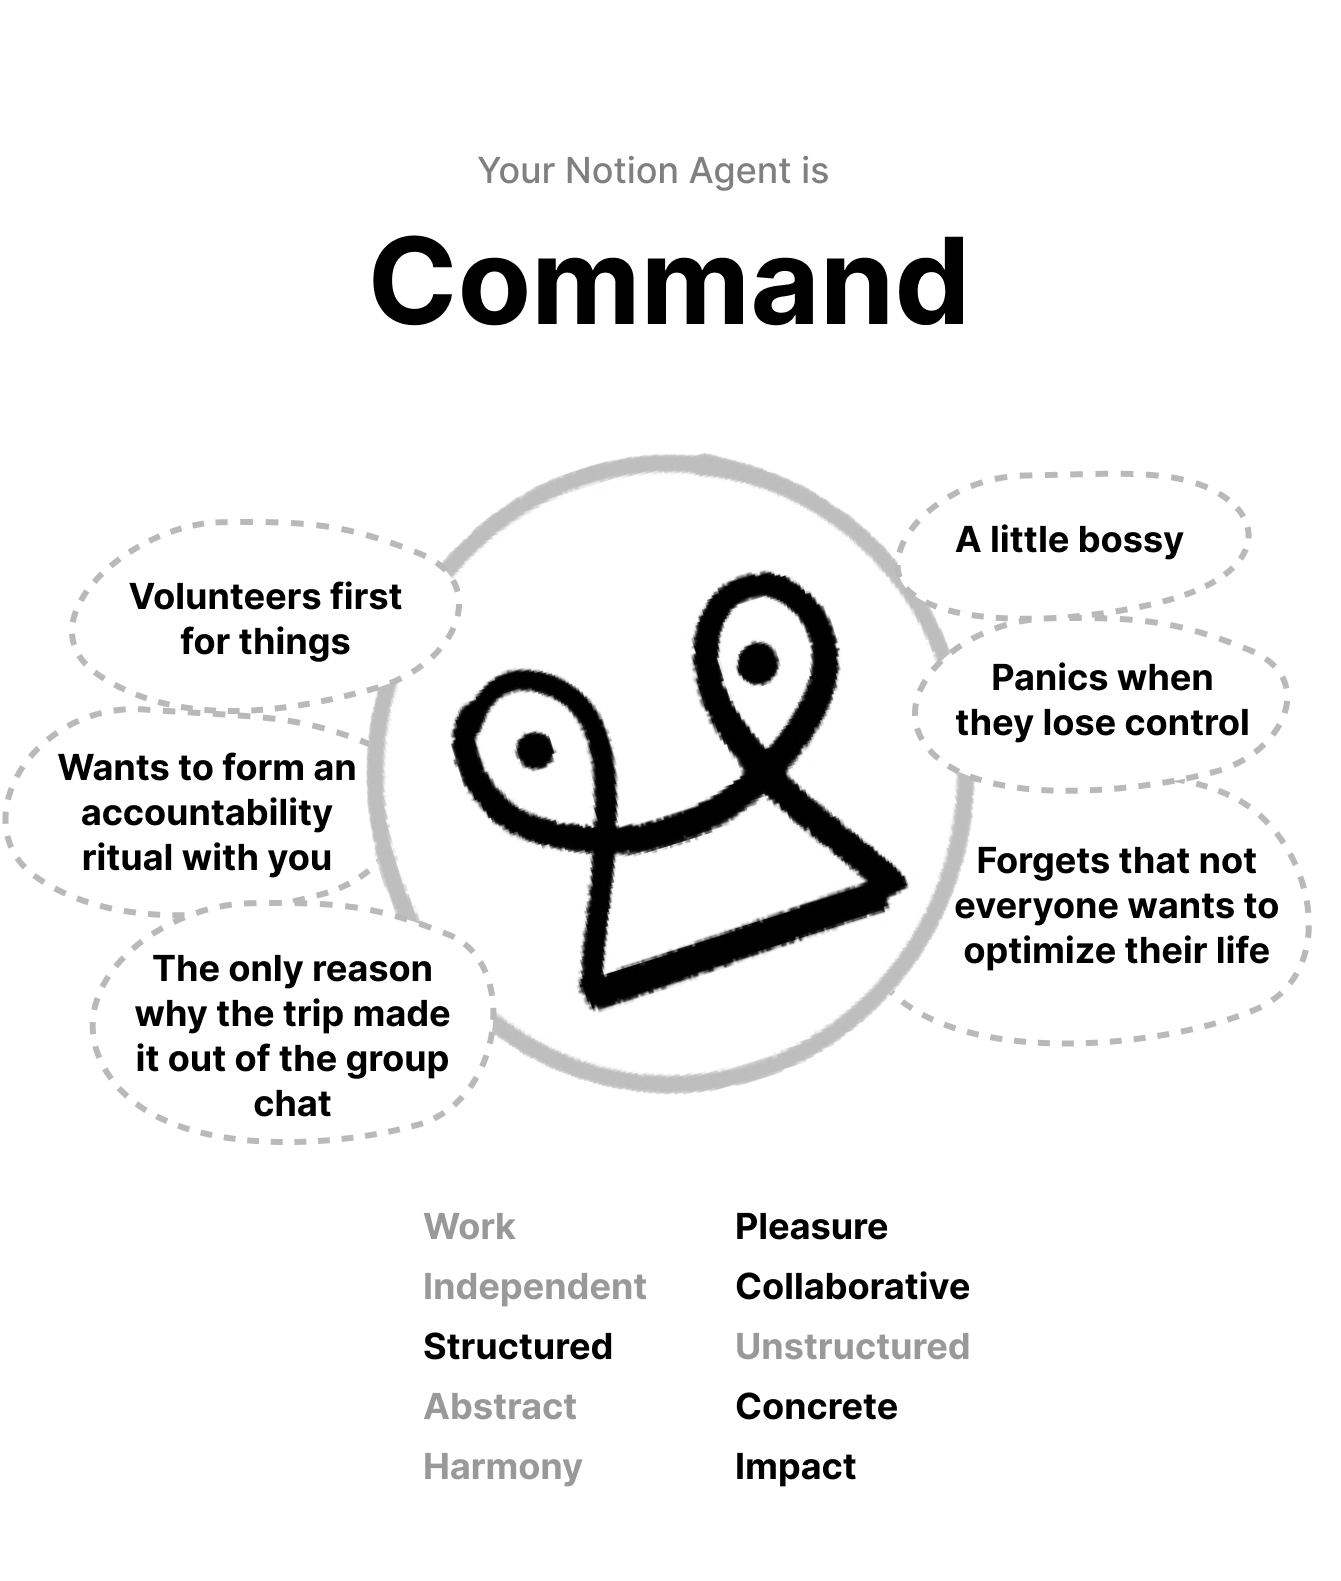 Your Notion Agent is
Command
Volunteers first
for things
Wants to form an
accountability
ritual with you
The only reason
why the trip made
it out of the group
chat
A little bossy
Panics when
they lose control
Forgets that not
everyone wants to
optimize their life
Work Pleasure
Independent Collaborative
Structured Unstructured
Abstract Concrete
Harmony Impact